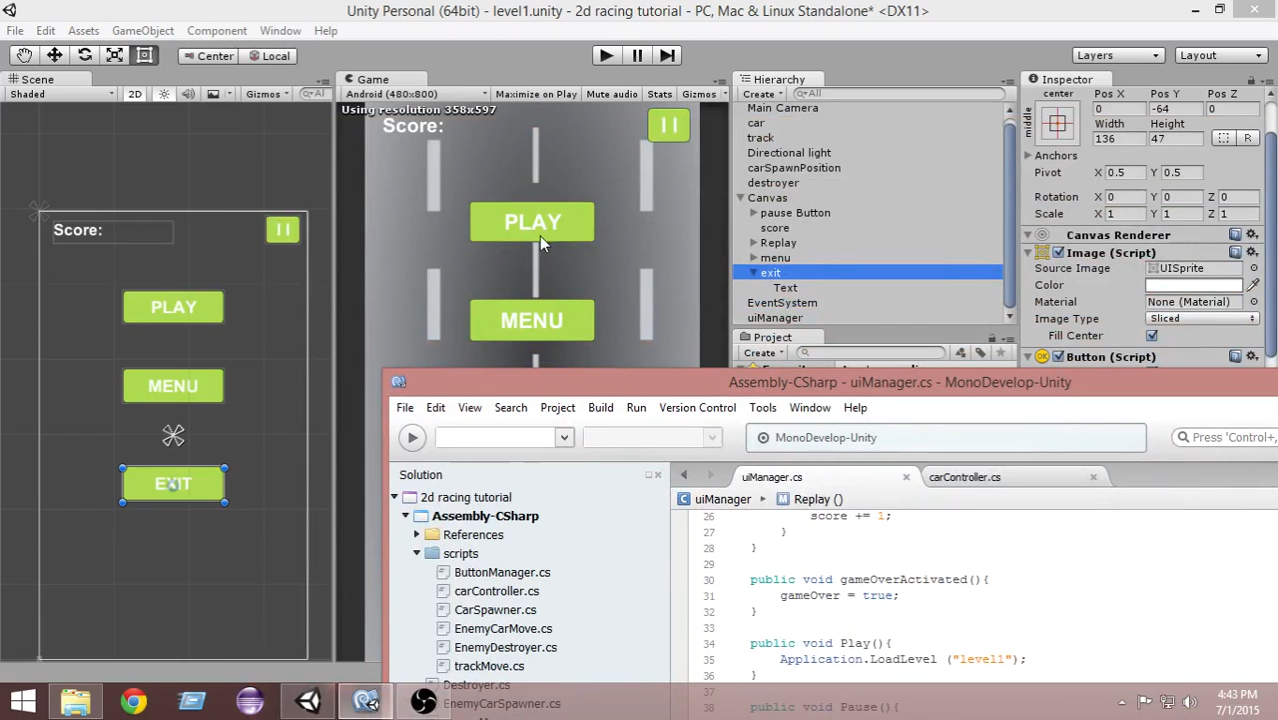 Unity Personal (64bit) - level1.unity - 2d racing tutorial - PC, Mac & Linux Standalone* <DX11>
File Edit Assets GameObject Component Window Help
Center Local Layers Layout
Scene
Shaded 2D Gizmos All
Score:
PLAY
MENU
EXIT
Game
Android (480x800) Maximize on Play Mute audio Stats Gizmos
Using resolution 358x597
Score:
PLAY
MENU
Hierarchy
Create All
Main Camera
car
track
Directional light
carSpawnPosition
destroyer
Canvas
pause Button
score
Replay
menu
exit
Text
EventSystem
uiManager
Project
Create
Inspector
center Pos X Pos Y Pos Z
middle 0 -64 0
Width Height
136 47 R
Anchors
Pivot X 0.5 Y 0.5
Rotation X 0 Y 0 Z 0
Scale X 1 Y 1 Z 1
Canvas Renderer
Image (Script)
Source Image UISprite
Color
Material None (Material)
Image Type Sliced
Fill Center
Button (Script)
Assembly-CSharp - uiManager.cs - MonoDevelop-Unity
File Edit View Search Project Build Run Version Control Tools Window Help
MonoDevelop-Unity Press 'Control+,
Solution
2d racing tutorial
Assembly-CSharp
References
scripts
ButtonManager.cs
carController.cs
CarSpawner.cs
EnemyCarMove.cs
EnemyDestroyer.cs
trackMove.cs
Destroyer.cs
EnemyCarSpawner.cs
uiManager.cs carController.cs
uiManager Replay ()
26 score += 1;
27 }
28 }
29
30 public void gameOverActivated(){
31 gameOver = true;
32 }
33
34 public void Play(){
35 Application.LoadLevel ("level1");
36 }
37
38 public void Pause(){
4:43 PM
7/1/2015